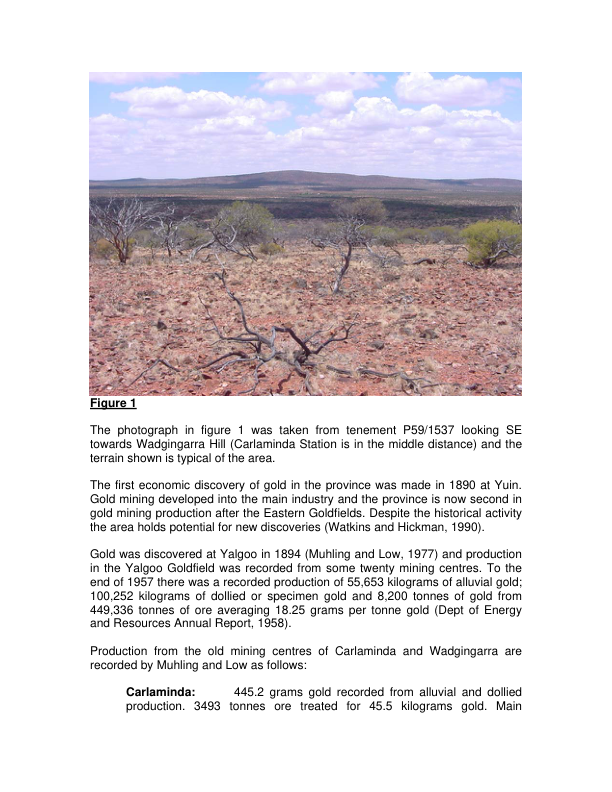 Figure 1
The photograph in figure 1 was taken from tenement P59/1537 looking SE
towards Wadgingarra Hill (Carlaminda Station is in the middle distance) and the
terrain shown is typical of the area.
The first economic discovery of gold in the province was made in 1890 at Yuin.
Gold mining developed into the main industry and the province is now second in
gold mining production after the Eastern Goldfields. Despite the historical activity
the area holds potential for new discoveries (Watkins and Hickman, 1990).
Gold was discovered at Yalgoo in 1894 (Muhling and Low, 1977) and production
in the Yalgoo Goldfield was recorded from some twenty mining centres. To the
end of 1957 there was a recorded production of 55,653 kilograms of alluvial gold;
100,252 kilograms of dollied or specimen gold and 8,200 tonnes of gold from
449,336 tonnes of ore averaging 18.25 grams per tonne gold (Dept of Energy
and Resources Annual Report, 1958).
Production from the old mining centres of Carlaminda and Wadgingarra are
recorded by Muhling and Low as follows:
Carlaminda: 445.2 grams gold recorded from alluvial and dollied
production. 3493 tonnes ore treated for 45.5 kilograms gold. Main